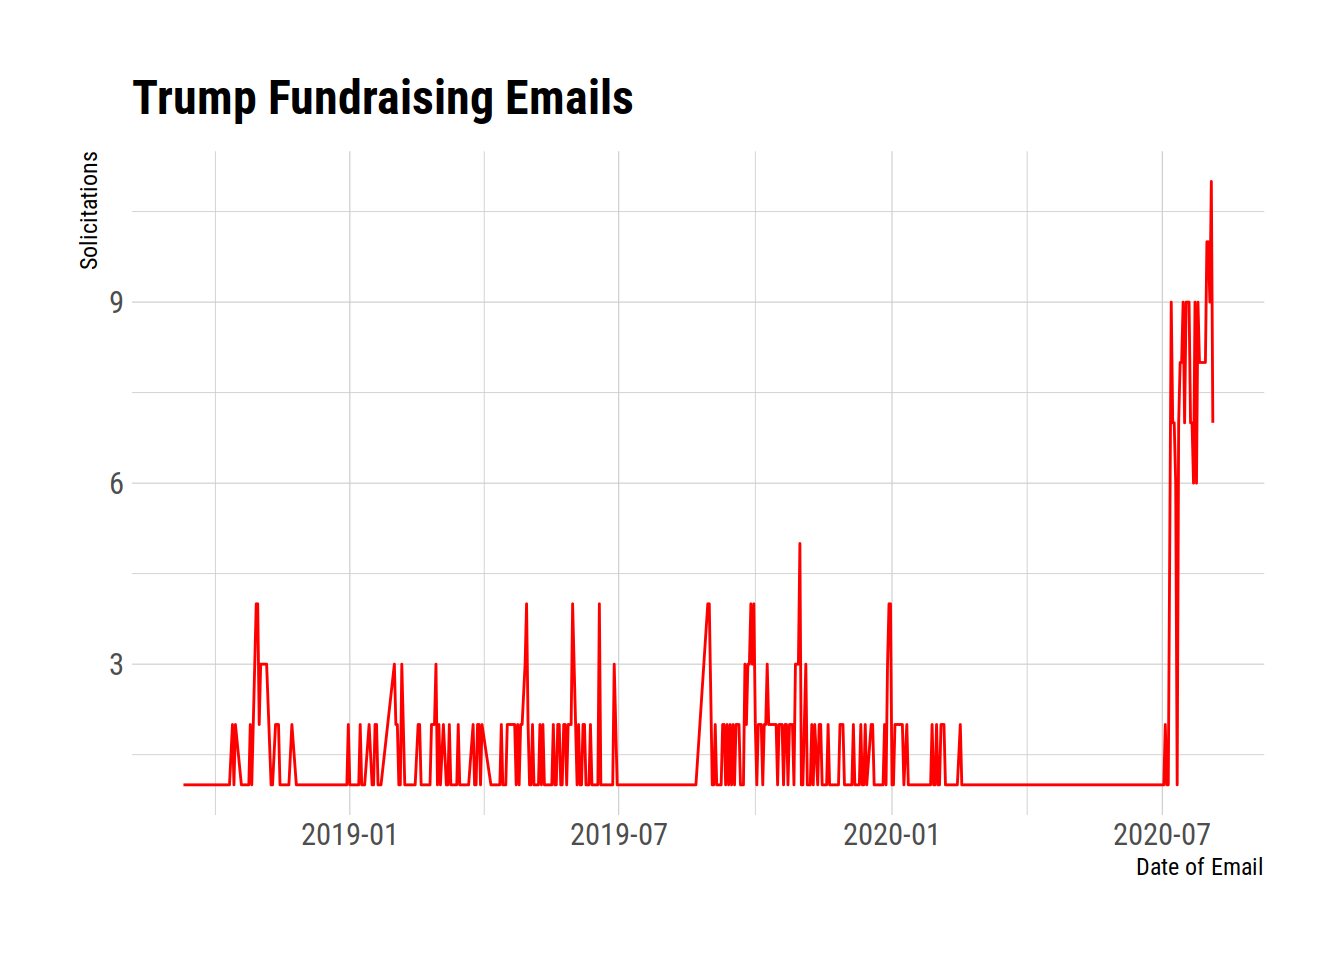 Trump Fundraising Emails
Solicitations
9
6
3
2019-01
2019-07
2020-01
2020-07
Date of Email